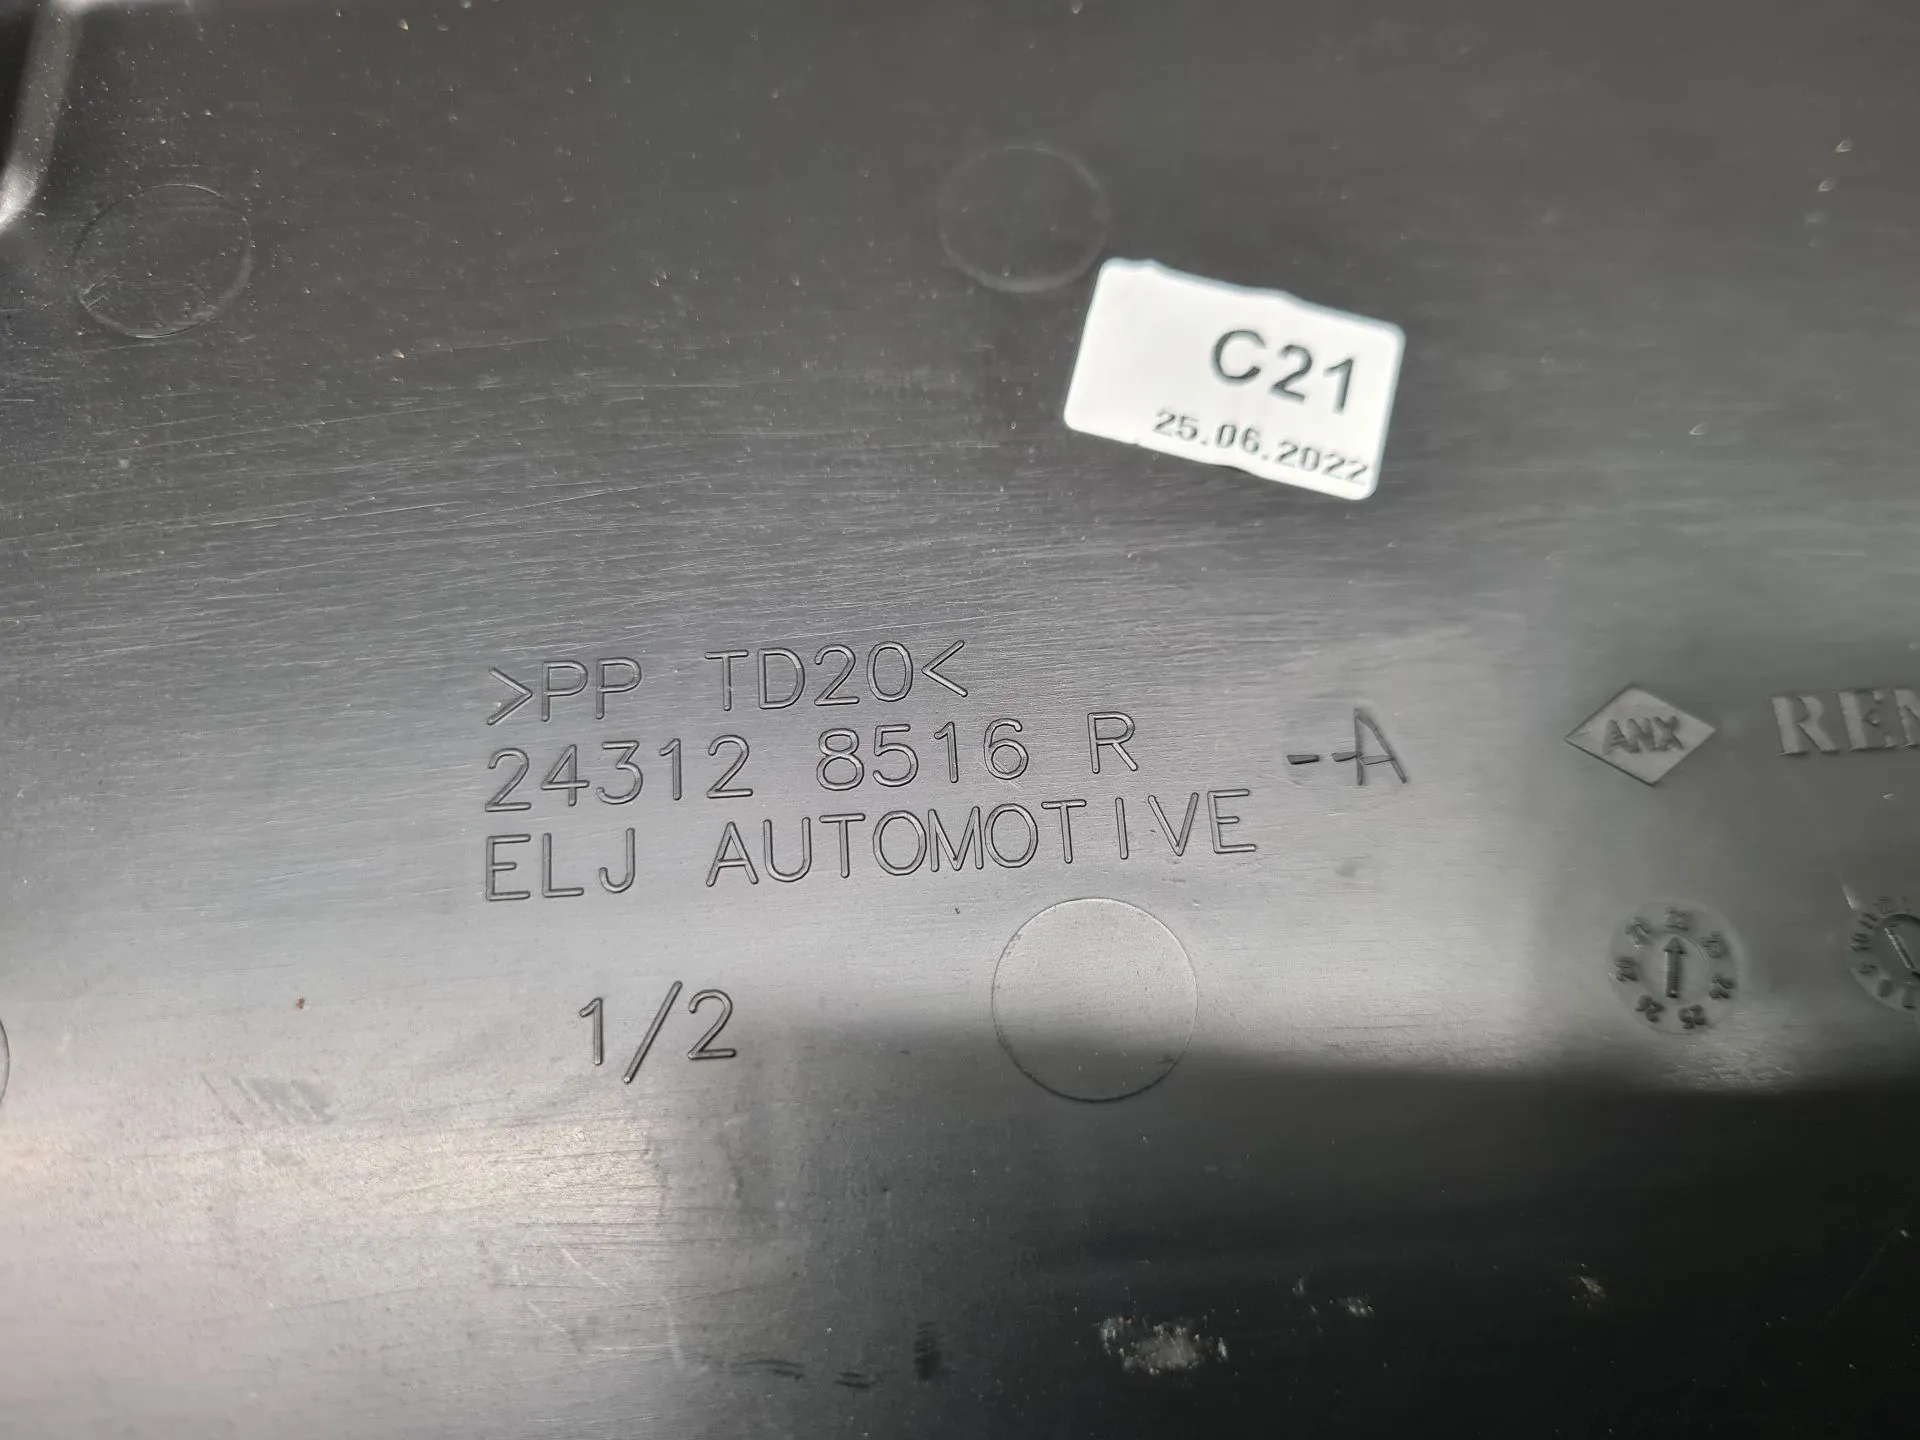 C21
25.06.2022
>PP TD20<
24312 8516 R -A
ELJ AUTOMOTIVE
ANX
1/2